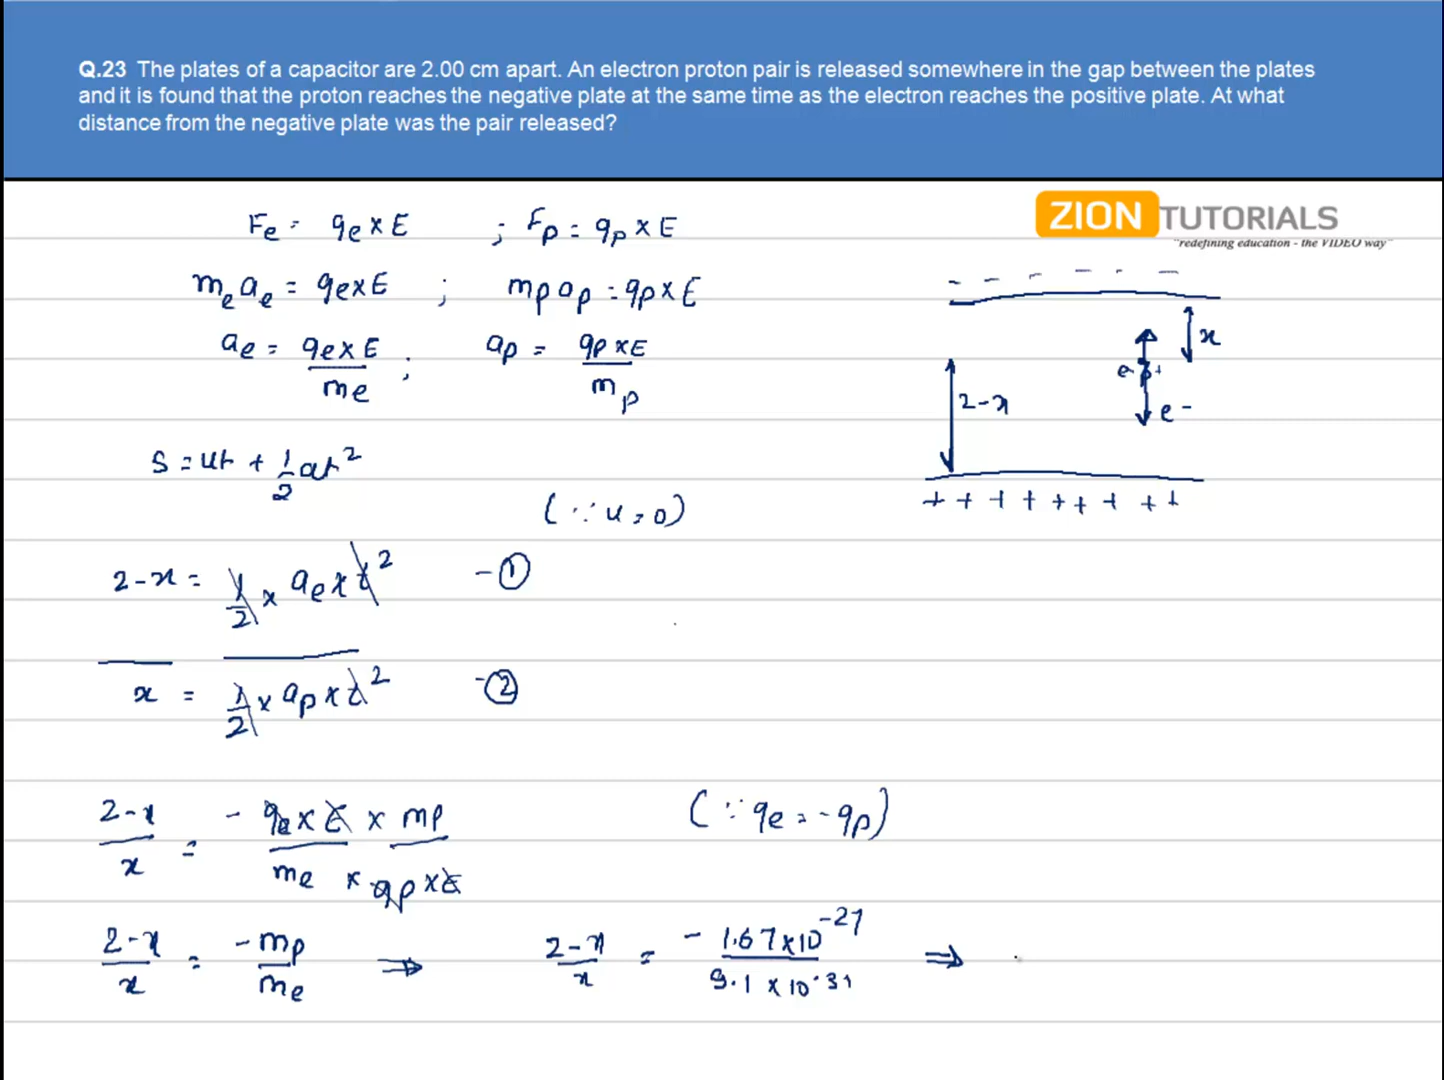 Q.23 The plates of a capacitor are 2.00 cm apart. An electron proton pair is released somewhere in the gap between the plates
and it is found that the proton reaches the negative plate at the same time as the electron reaches the positive plate. At what
distance from the negative plate was the pair released?
ZION TUTORIALS
"redefining education - the VIDEO way"
Fe = qe×E ; Fp = qp×E
me ae = qe×E ; mp ap = qp×E
ae = qe×E / me ; ap = qp×E / mp
S = ut + 1/2 at²
(∵ u = 0)
2-x = 1/2 × ae × t² - ①
x = 1/2 × ap × t² - ②
2-x / x = - qe × E × mp / me × qp × E (∵ qe = -qp)
2-x / x = -mp / me ⇒ 2-x / x = - 1.67×10⁻²⁷ / 9.1×10⁻³¹ ⇒
- - - - - -
x
e- p+
2-x
e-
+ + + + + + + + +